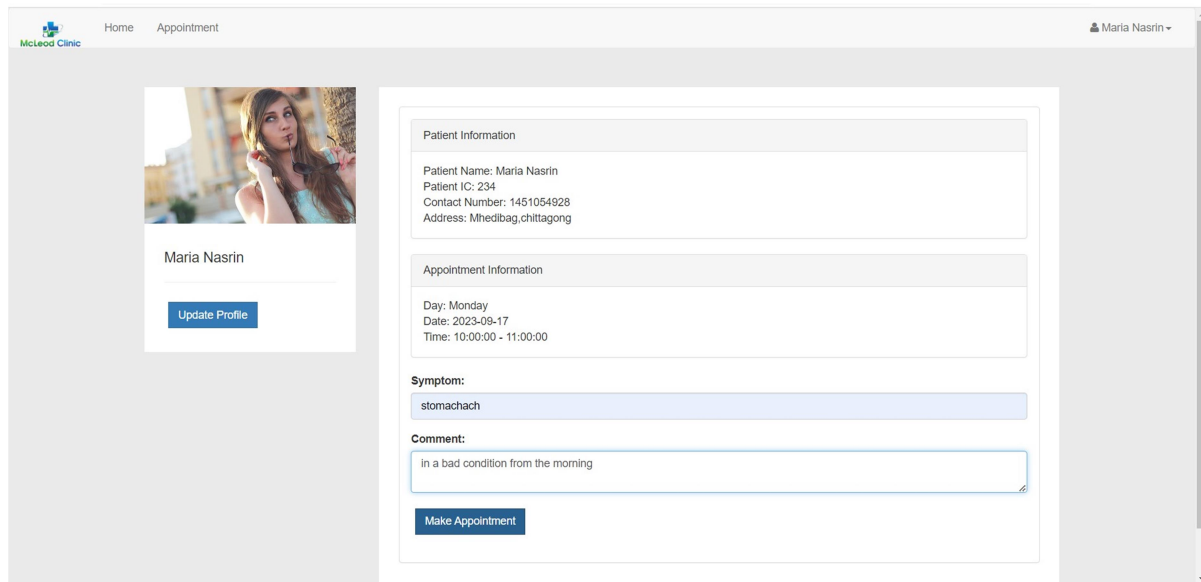 McLeod Clinic
Home
Appointment
Maria Nasrin
Maria Nasrin
Update Profile
Patient Information
Patient Name: Maria Nasrin
Patient IC: 234
Contact Number: 1451054928
Address: Mhedibag,chittagong
Appointment Information
Day: Monday
Date: 2023-09-17
Time: 10:00:00 - 11:00:00
Symptom:
stomachach
Comment:
in a bad condition from the morning
Make Appointment